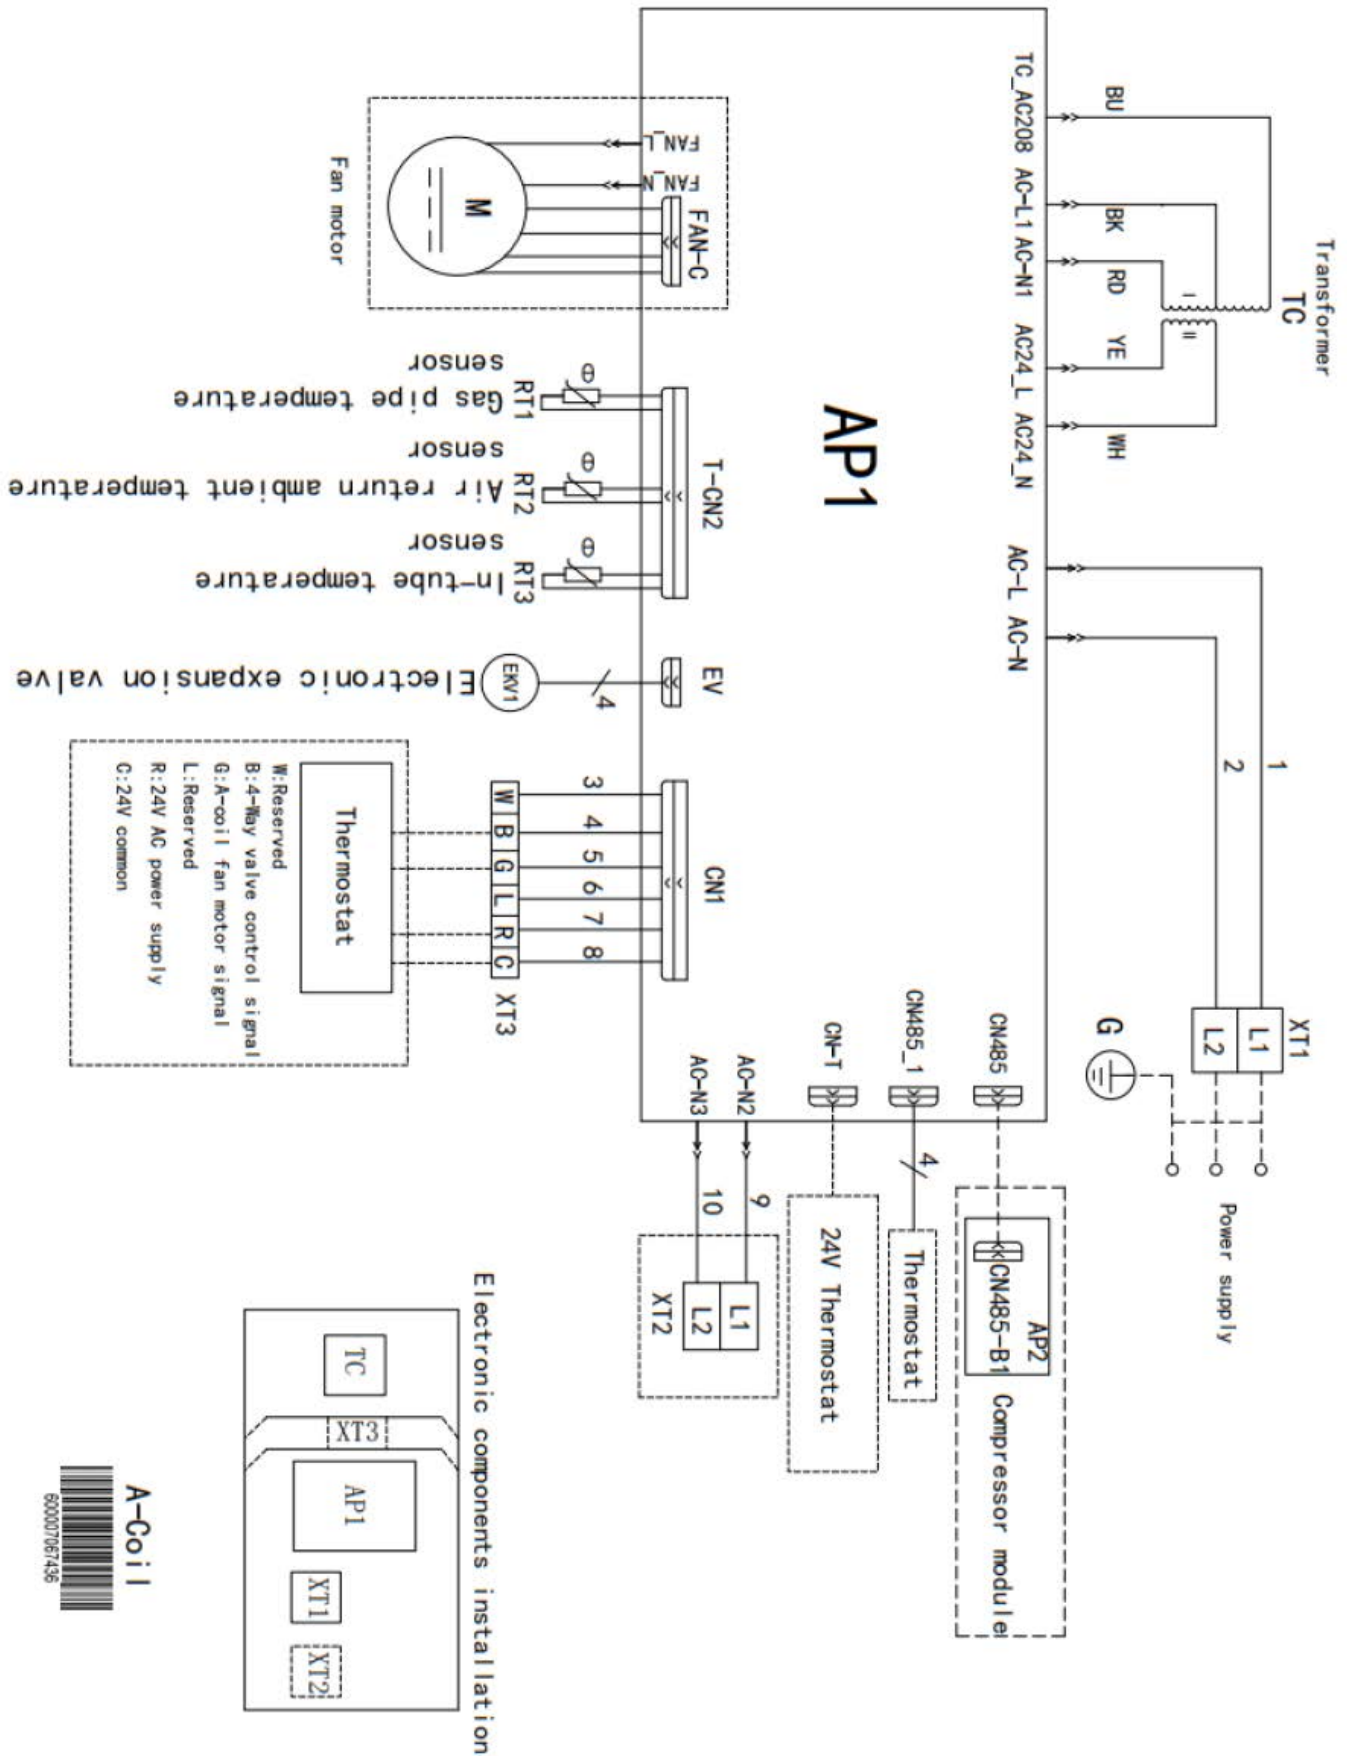 Transformer
TC
I
II
BU
BK
RD
YE
WH
TC_AC208
AC-L1
AC-N1
AC24_L
AC24_N
AC-L
AC-N
1
2
XT1
L1
L2
G
Power supply
AP1
FAN_L
FAN_N
FAN-C
M
Fan motor
T-CN2
RT1
Gas pipe temperature
sensor
θ
RT2
Air return ambient temperature
sensor
θ
RT3
In-tube temperature
sensor
θ
EV
4
EKV1
Electronic expansion valve
CN1
3
4
5
6
7
8
W
B
G
L
R
C
XT3
Thermostat
W:Reserved
B:4-Way valve control signal
G:A-coil fan motor signal
L:Reserved
R:24V AC power supply
C:24V common
CN485
CN485_1
CN-T
AC-N2
AC-N3
AP2
CN485-B1
Compressor module
4
Thermostat
24V Thermostat
9
10
L1
L2
XT2
Electronic components installation
TC
XT3
AP1
XT1
XT2
A-Coil
600007067436